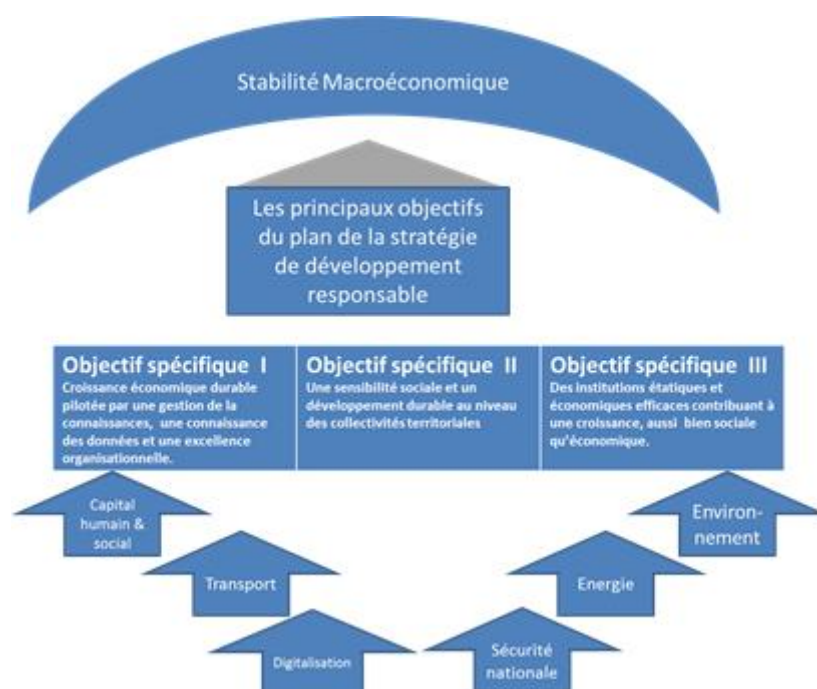 Stabilité Macroéconomique
Les principaux objectifs
du plan de la stratégie
de développement
responsable
Objectif spécifique I
Croissance économique durable
pilotée par une gestion de la
connaissances, une connaissance
des données et une excellence
organisationnelle.
Objectif spécifique II
Une sensibilité sociale et un
développement durable au niveau
des collectivités territoriales
Objectif spécifique III
Des institutions étatiques et
économiques efficaces contribuant à
une croissance, aussi bien sociale
qu'économique.
Capital
humain &
social
Environ-
nement
Transport
Energie
Digitalisation
Sécurité
nationale